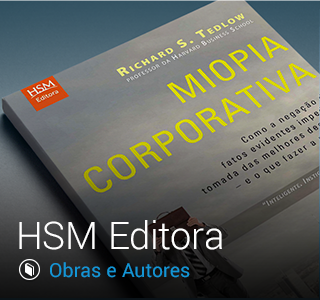 HSM
Editora
RICHARD S. TEDLOW
PROFESSOR DA HARVARD BUSINESS SCHOOL
MIOPIA
CORPORATIVA
Como a negação
fatos evidentes
tomada das melhores
– e o que fazer a
"INTELIGENTE,
HSM Editora
Obras e Autores